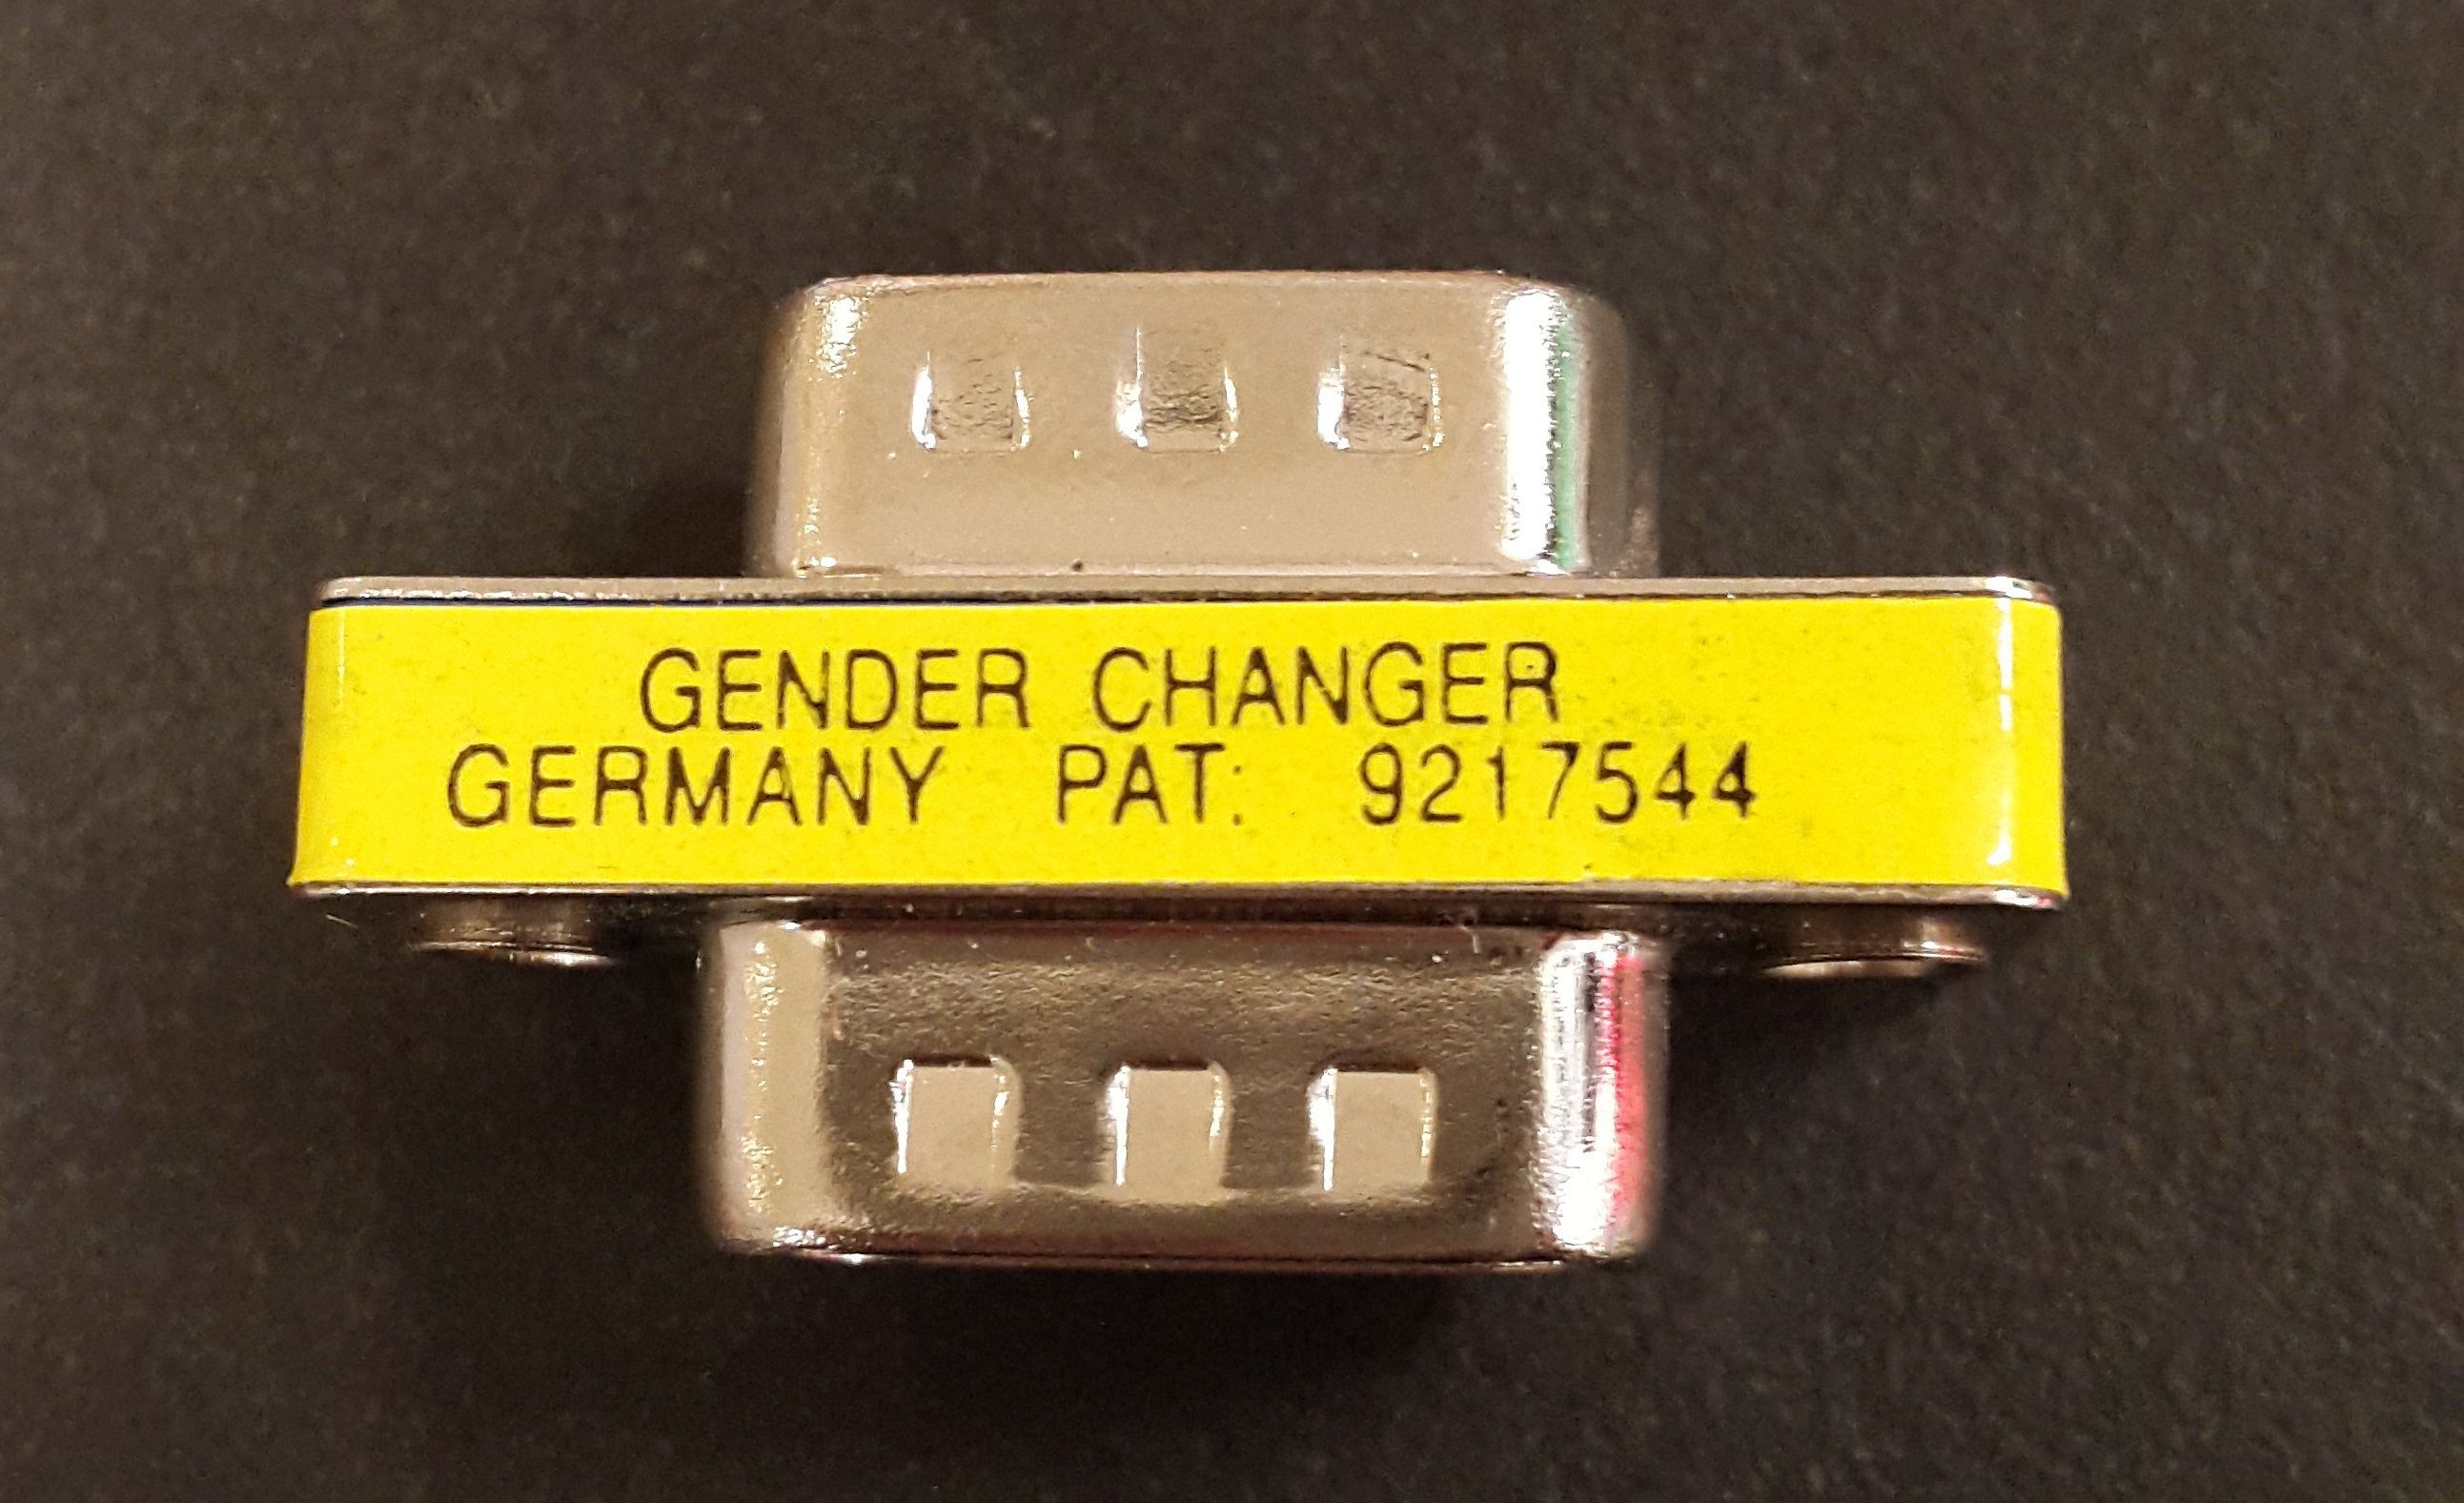 GENDER CHANGER
GERMANY PAT: 9217544